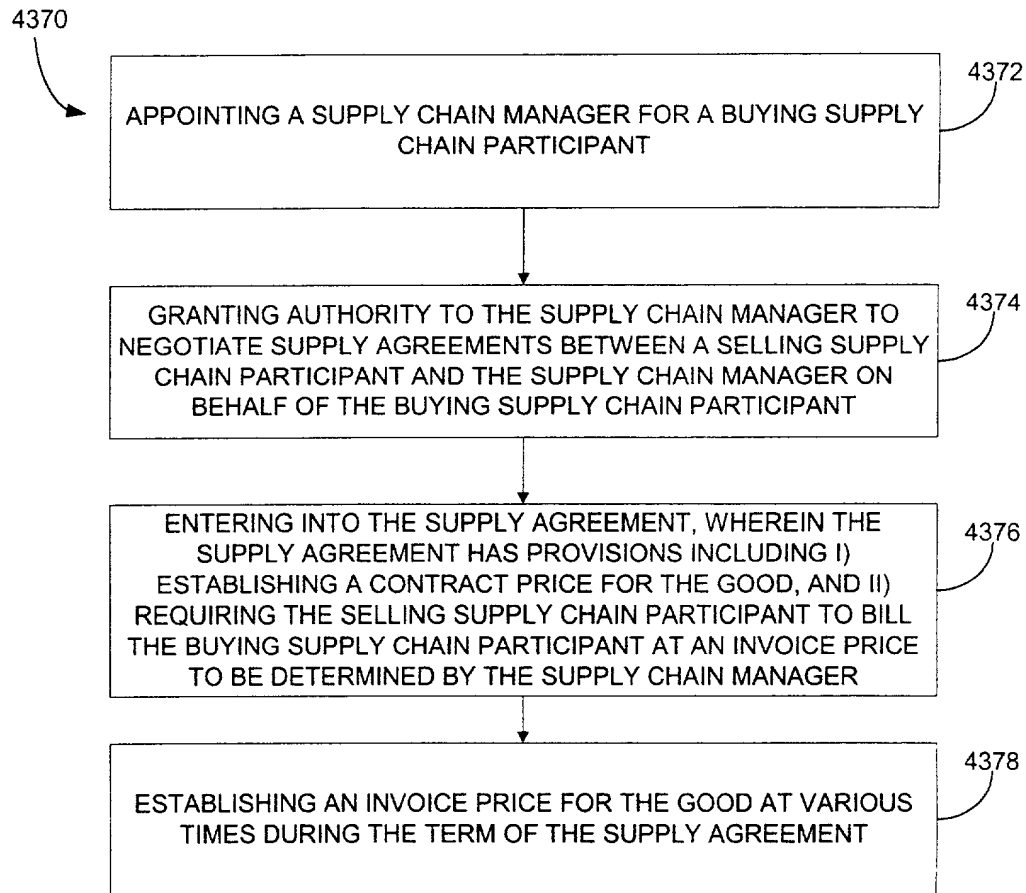 4370
4372
APPOINTING A SUPPLY CHAIN MANAGER FOR A BUYING SUPPLY
CHAIN PARTICIPANT
4374
GRANTING AUTHORITY TO THE SUPPLY CHAIN MANAGER TO
NEGOTIATE SUPPLY AGREEMENTS BETWEEN A SELLING SUPPLY
CHAIN PARTICIPANT AND THE SUPPLY CHAIN MANAGER ON
BEHALF OF THE BUYING SUPPLY CHAIN PARTICIPANT
4376
ENTERING INTO THE SUPPLY AGREEMENT, WHEREIN THE
SUPPLY AGREEMENT HAS PROVISIONS INCLUDING I)
ESTABLISHING A CONTRACT PRICE FOR THE GOOD, AND II)
REQUIRING THE SELLING SUPPLY CHAIN PARTICIPANT TO BILL
THE BUYING SUPPLY CHAIN PARTICIPANT AT AN INVOICE PRICE
TO BE DETERMINED BY THE SUPPLY CHAIN MANAGER
4378
ESTABLISHING AN INVOICE PRICE FOR THE GOOD AT VARIOUS
TIMES DURING THE TERM OF THE SUPPLY AGREEMENT